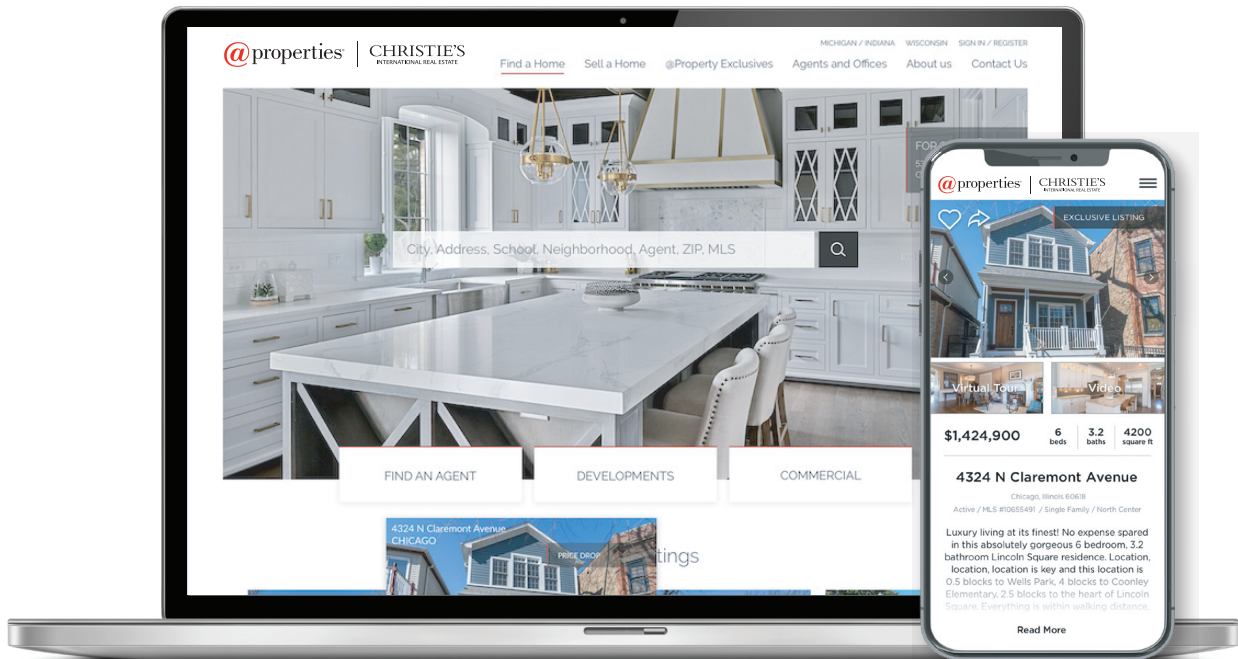 @properties
CHRISTIE'S
INTERNATIONAL REAL ESTATE
MICHIGAN / INDIANA WISCONSIN SIGN IN / REGISTER
Find a Home Sell a Home @Property Exclusives Agents and Offices About us Contact Us
FOR
City, Address, School, Neighborhood, Agent, ZIP, MLS
FIND AN AGENT
DEVELOPMENTS
COMMERCIAL
4324 N Claremont Avenue
CHICAGO
PRICE DROP
tings
@properties
CHRISTIE'S
INTERNATIONAL REAL ESTATE
EXCLUSIVE LISTING
Virtual Tour
Video
$1,424,900
6
beds
3.2
baths
4200
square ft
4324 N Claremont Avenue
Chicago, Illinois 60618
Active / MLS #10655491 / Single Family / North Center
Luxury living at its finest! No expense spared
in this absolutely gorgeous 6 bedroom, 3.2
bathroom Lincoln Square residence. Location,
location, location is key and this location is
0.5 blocks to Wells Park, 4 blocks to Coonley
Elementary, 2.5 blocks to the heart of Lincoln
Square. Everything is within walking distance,
Read More